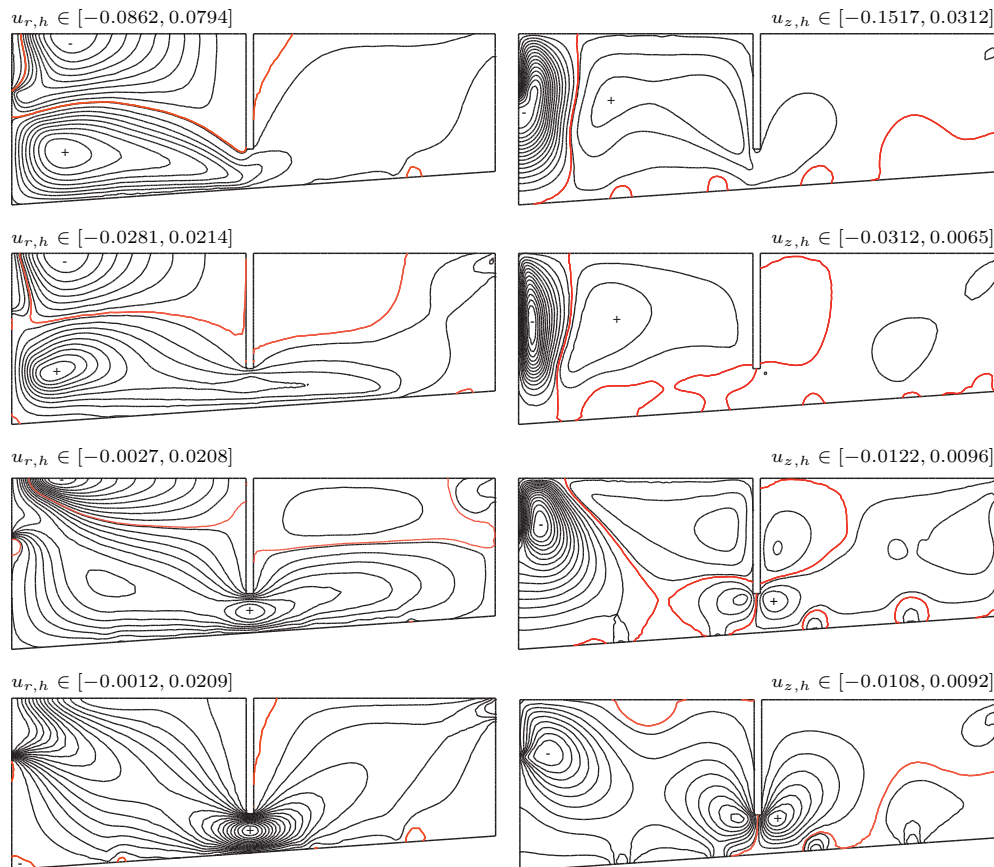 u_{r,h} ∈ [−0.0862, 0.0794]
u_{z,h} ∈ [−0.1517, 0.0312]
-
+
-
+
u_{r,h} ∈ [−0.0281, 0.0214]
u_{z,h} ∈ [−0.0312, 0.0065]
-
+
-
+
u_{r,h} ∈ [−0.0027, 0.0208]
u_{z,h} ∈ [−0.0122, 0.0096]
-
+
-
+
u_{r,h} ∈ [−0.0012, 0.0209]
u_{z,h} ∈ [−0.0108, 0.0092]
-
+
-
+